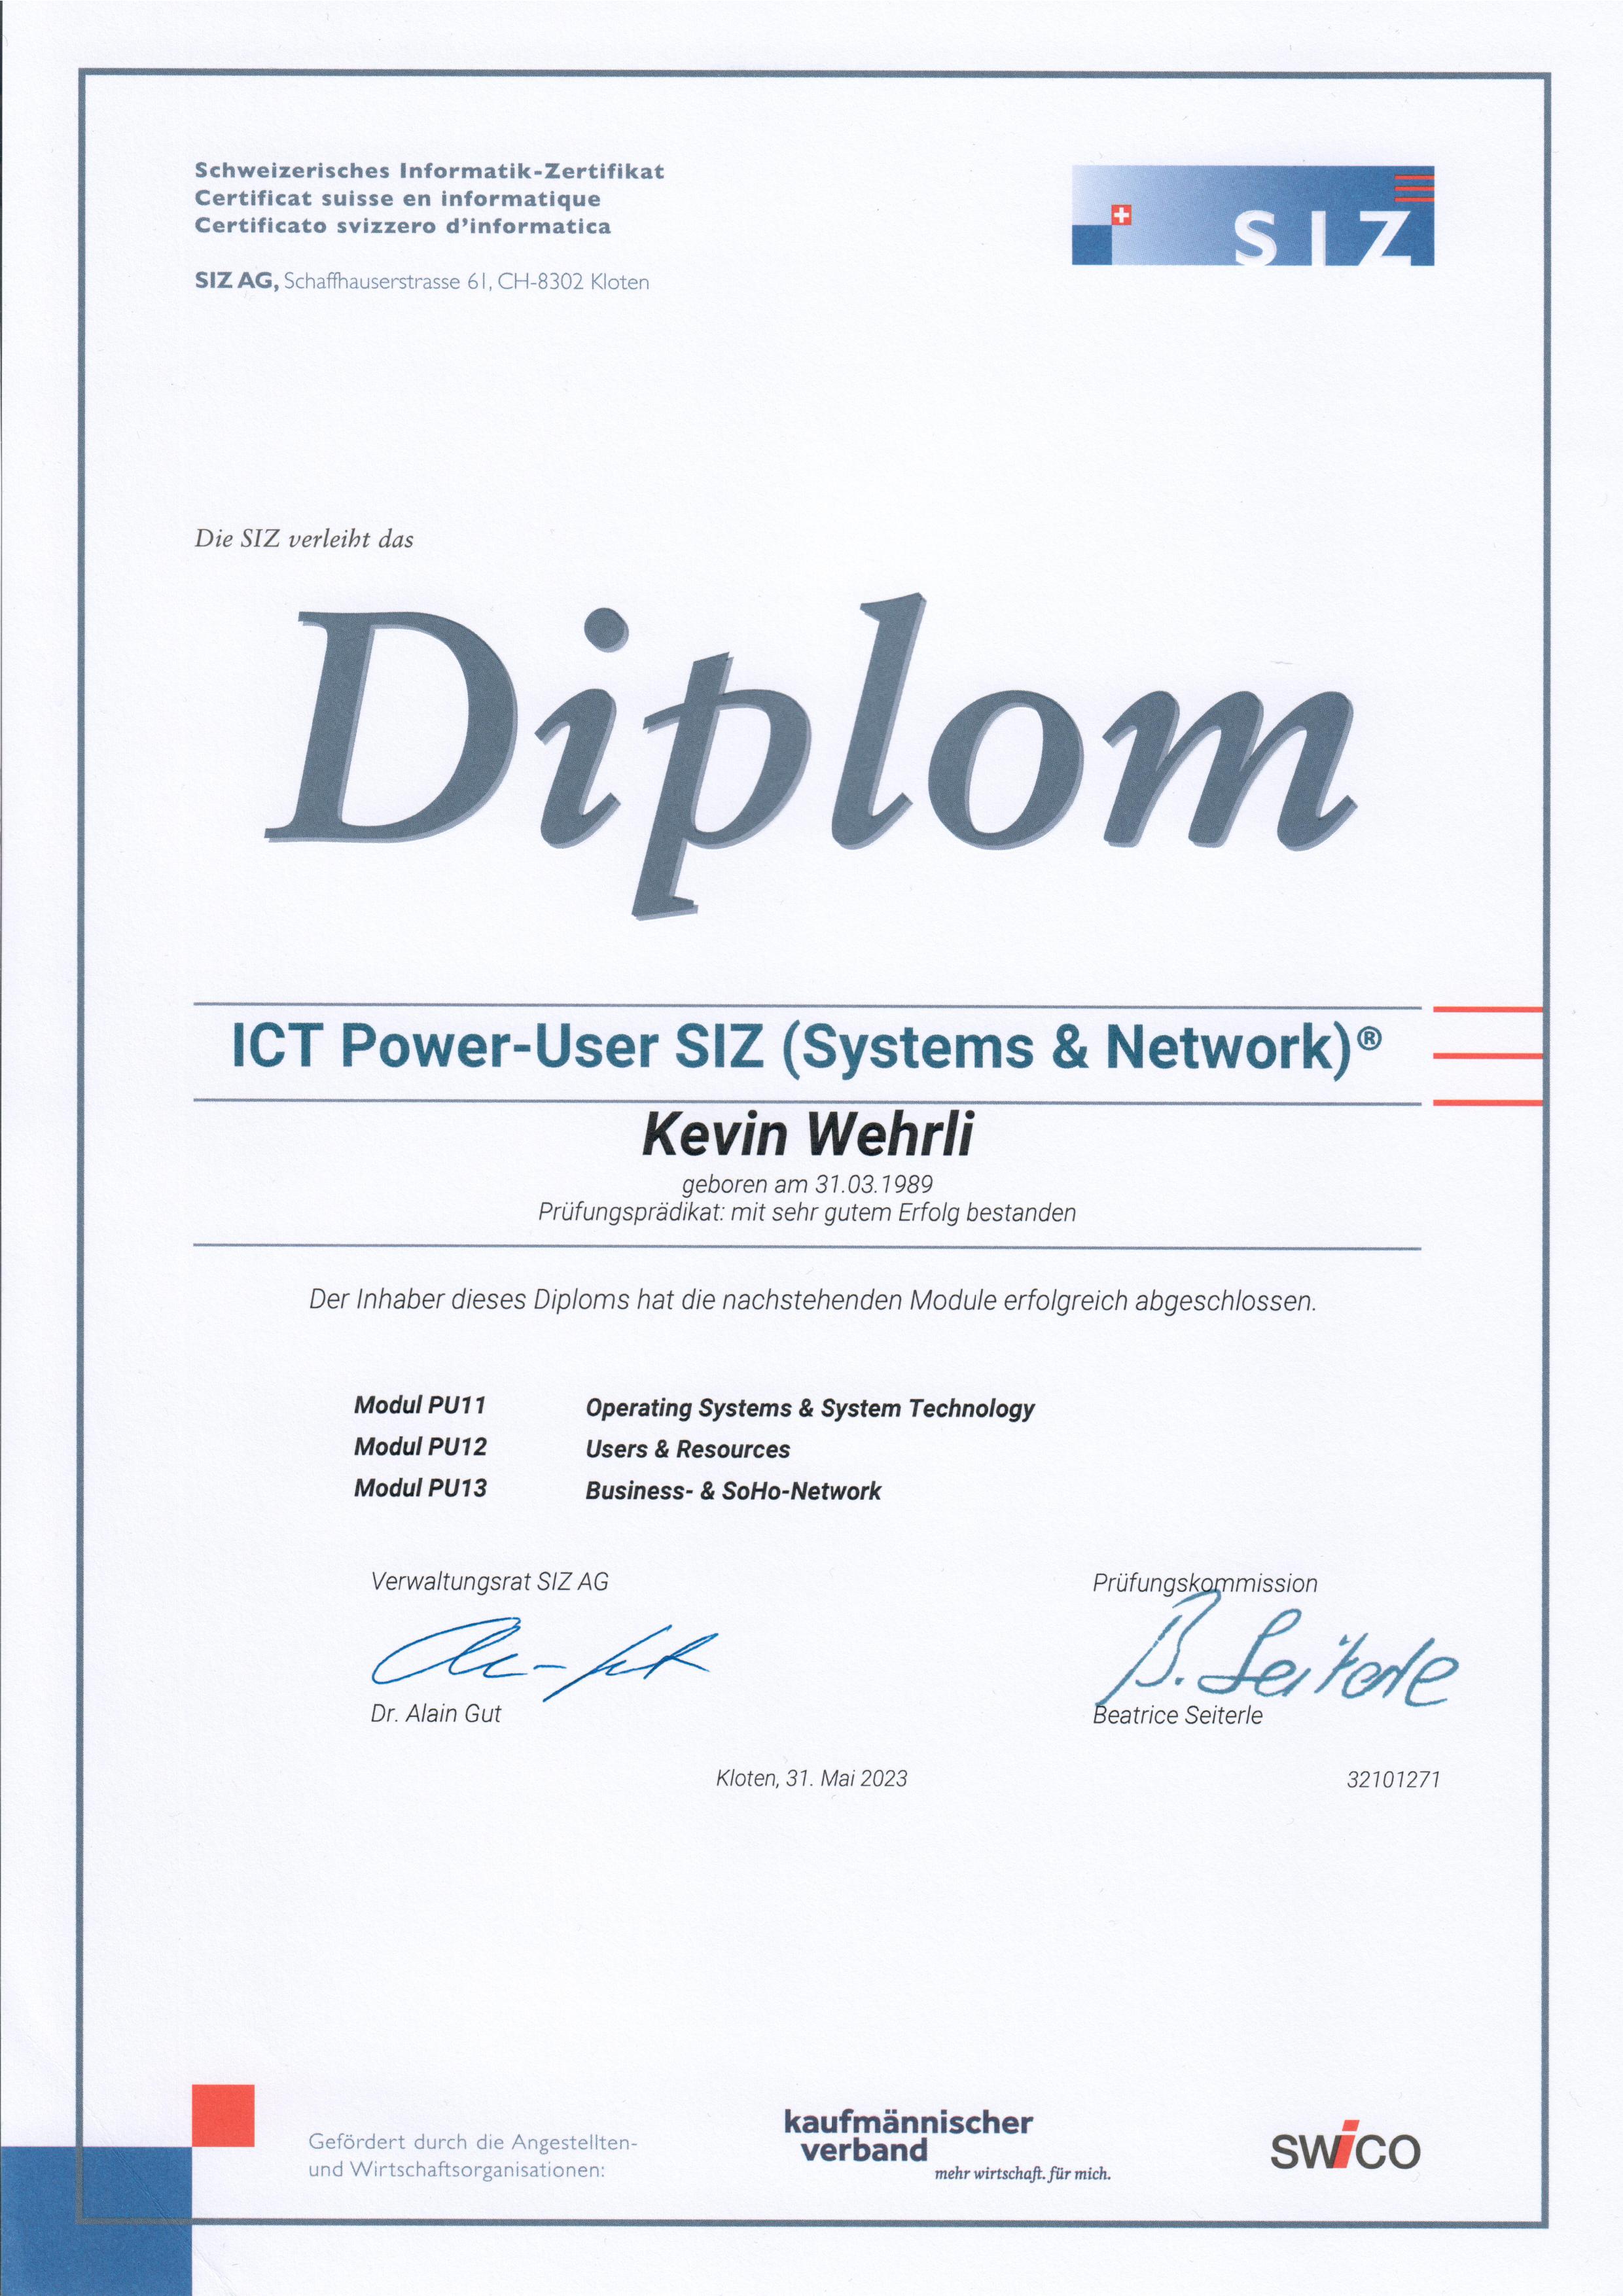 Schweizerisches Informatik-Zertifikat
Certificat suisse en informatique
Certificato svizzero d'informatica
SIZ AG, Schaffhauserstrasse 61, CH-8302 Kloten
SIZ
Die SIZ verleiht das
Diplom
ICT Power-User SIZ (Systems & Network)®
Kevin Wehrli
geboren am 31.03.1989
Prüfungsprädikat: mit sehr gutem Erfolg bestanden
Der Inhaber dieses Diploms hat die nachstehenden Module erfolgreich abgeschlossen.
Modul PU11 Operating Systems & System Technology
Modul PU12 Users & Resources
Modul PU13 Business- & SoHo-Network
Verwaltungsrat SIZ AG Prüfungskommission
B. Seiterle
Dr. Alain Gut Beatrice Seiterle
Kloten, 31. Mai 2023 32101271
Gefördert durch die Angestellten-
und Wirtschaftsorganisationen:
kaufmännischer
verband
mehr wirtschaft. für mich.
swico